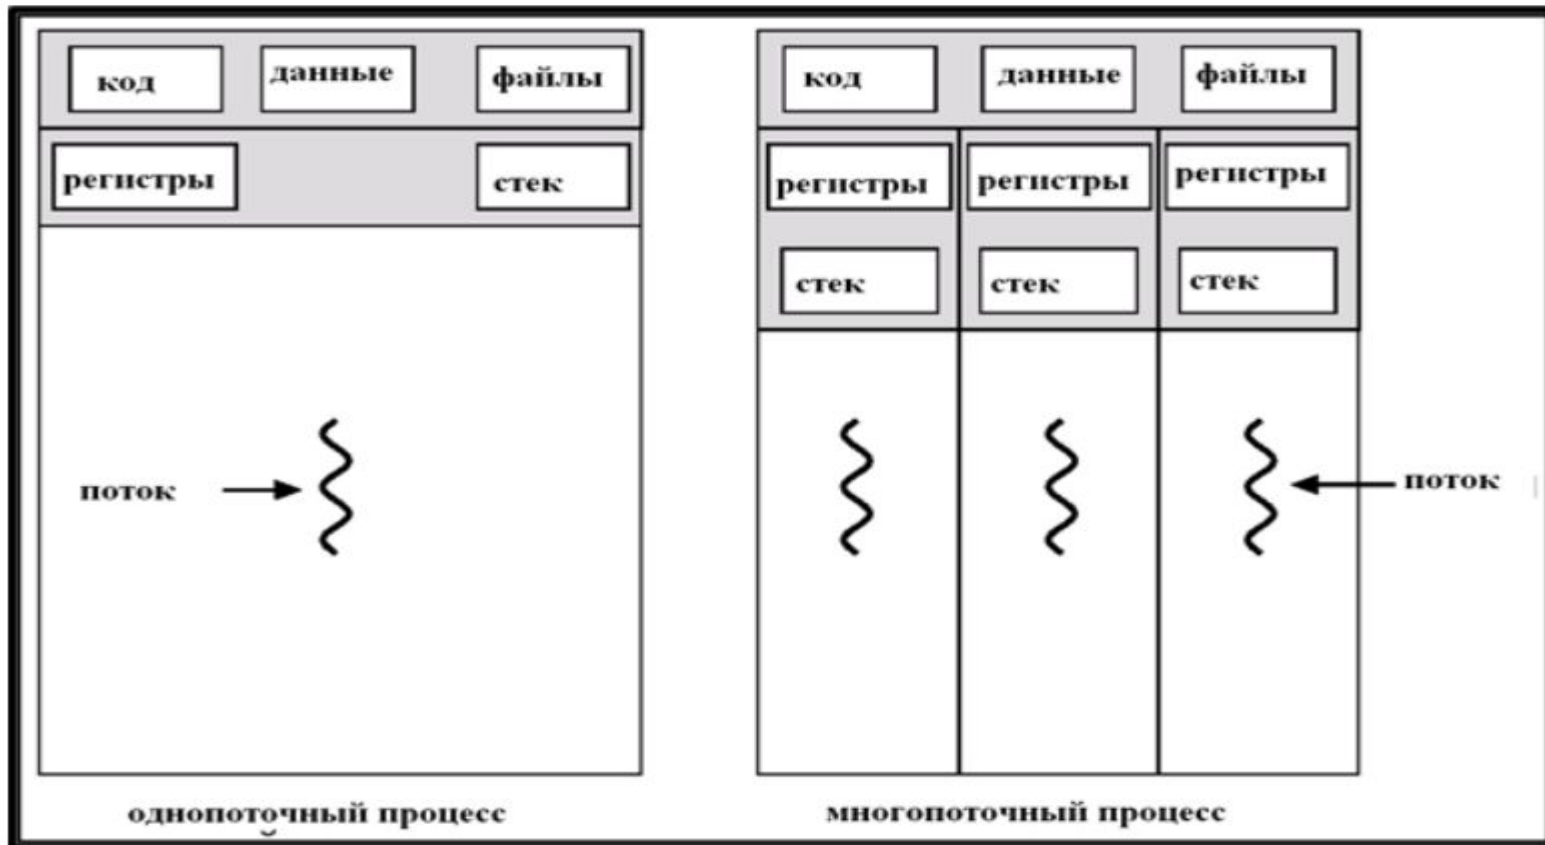 код данные файлы
регистры стек
поток
однопоточный процесс
код данные файлы
регистры регистры регистры
стек стек стек
поток
многопоточный процесс